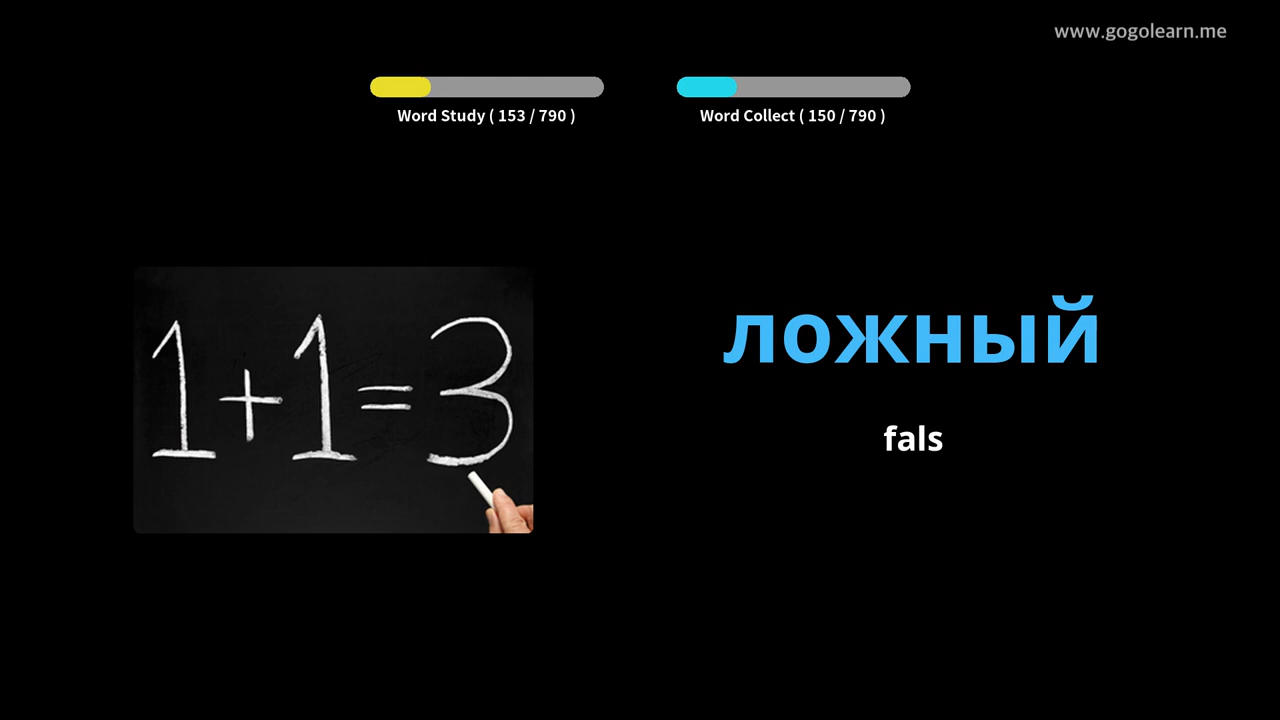 www.gogolearn.me
Word Study ( 153 / 790 )
Word Collect ( 150 / 790 )
1+1=3
ложный
fals